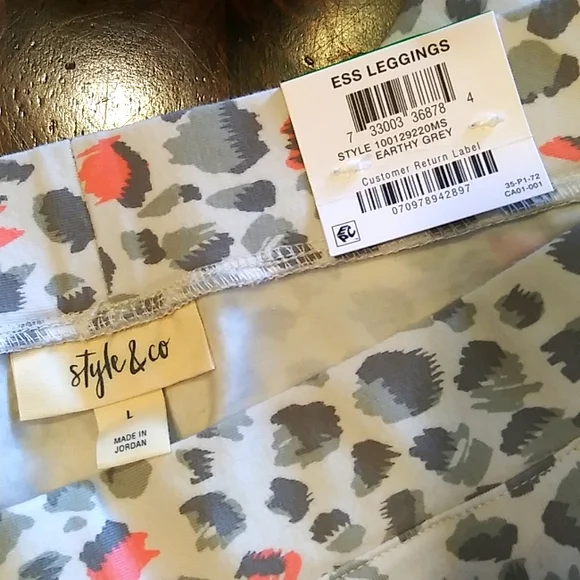 ESS LEGGINGS
7 33003 36878 4
STYLE 100129220MS
EARTHY GREY
Customer Return Label
070978942897
35-P1-72
CA01-001
style&co
L
MADE IN
JORDAN